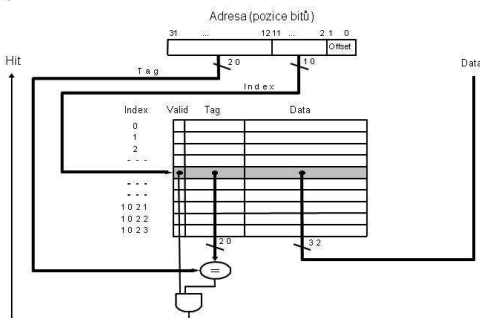 Adresa (pozice bitů)
31 ... 12 11 ... 2 1 0
Offset
Hit
20
10
Data
Tag
Index
Index Valid Tag Data
0
1
2
- - -
- - -
- - -
1021
1022
1023
20
32
=